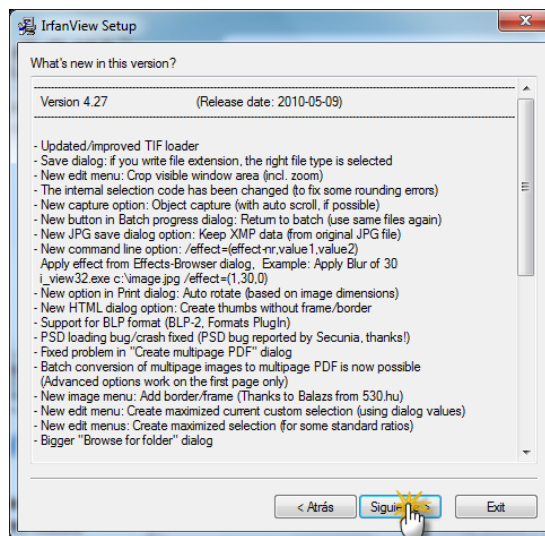 IrfanView Setup
What's new in this version?
Version 4.27 (Release date: 2010-05-09)
- Updated/improved TIF loader
- Save dialog: if you write file extension, the right file type is selected
- New edit menu: Crop visible window area (incl. zoom)
- The internal selection code has been changed (to fix some rounding errors)
- New capture option: Object capture (with auto scroll, if possible)
- New button in Batch progress dialog: Return to batch (use same files again)
- New JPG save dialog option: Keep XMP data (from original JPG file)
- New command line option: /effect=(effect-nr,value1,value2)
Apply effect from Effects-Browser dialog, Example: Apply Blur of 30
i_view32.exe c:\image.jpg /effect=(1,30,0)
- New option in Print dialog: Auto rotate (based on image dimensions)
- New HTML dialog option: Create thumbs without frame/border
- Support for BLP format (BLP-2, Formats PlugIn)
- PSD loading bug/crash fixed (PSD bug reported by Secunia, thanks!)
- Fixed problem in "Create multipage PDF" dialog
- Batch conversion of multipage images to multipage PDF is now possible
(Advanced options work on the first page only)
- New image menu: Add border/frame (Thanks to Balazs from 530.hu)
- New edit menu: Create maximized current custom selection (using dialog values)
- New edit menus: Create maximized selection (for some standard ratios)
- Bigger "Browse for folder" dialog
< Atrás
Exit